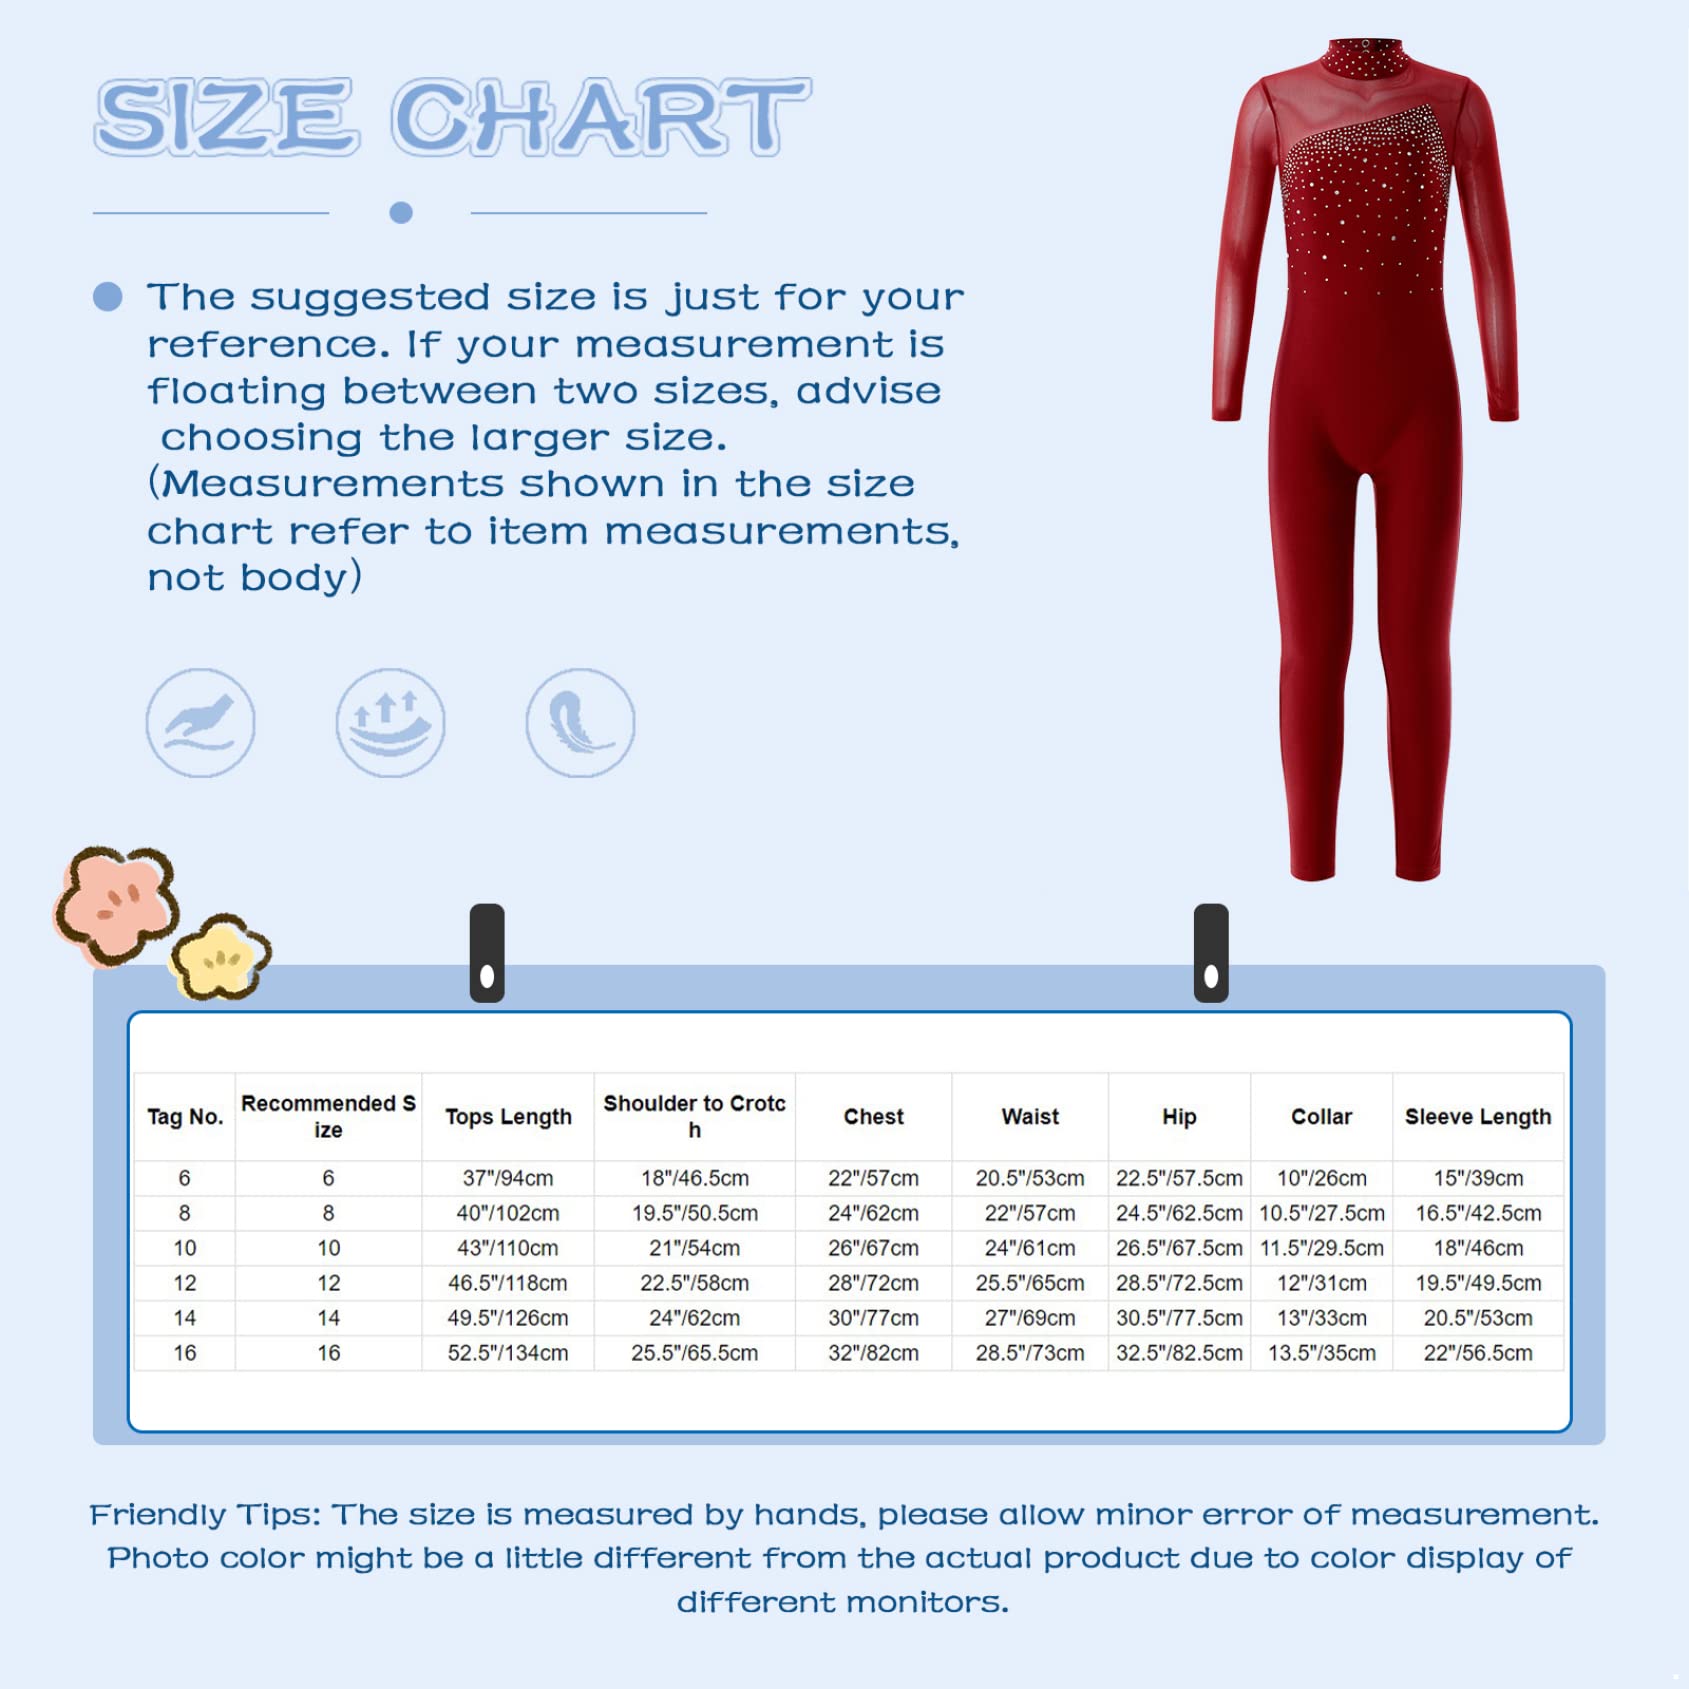 SIZE CHART
The suggested size is just for your
reference. If your measurement is
floating between two sizes, advise
choosing the larger size.
(Measurements shown in the size
chart refer to item measurements,
not body)
Tag No. Recommended S
ize Tops Length Shoulder to Crotc
h Chest Waist Hip Collar Sleeve Length
6 6 37"/94cm 18"/46.5cm 22"/57cm 20.5"/53cm 22.5"/57.5cm 10"/26cm 15"/39cm
8 8 40"/102cm 19.5"/50.5cm 24"/62cm 22"/57cm 24.5"/62.5cm 10.5"/27.5cm 16.5"/42.5cm
10 10 43"/110cm 21"/54cm 26"/67cm 24"/61cm 26.5"/67.5cm 11.5"/29.5cm 18"/46cm
12 12 46.5"/118cm 22.5"/58cm 28"/72cm 25.5"/65cm 28.5"/72.5cm 12"/31cm 19.5"/49.5cm
14 14 49.5"/126cm 24"/62cm 30"/77cm 27"/69cm 30.5"/77.5cm 13"/33cm 20.5"/53cm
16 16 52.5"/134cm 25.5"/65.5cm 32"/82cm 28.5"/73cm 32.5"/82.5cm 13.5"/35cm 22"/56.5cm
Friendly Tips: The size is measured by hands, please allow minor error of measurement.
Photo color might be a little different from the actual product due to color display of
different monitors.